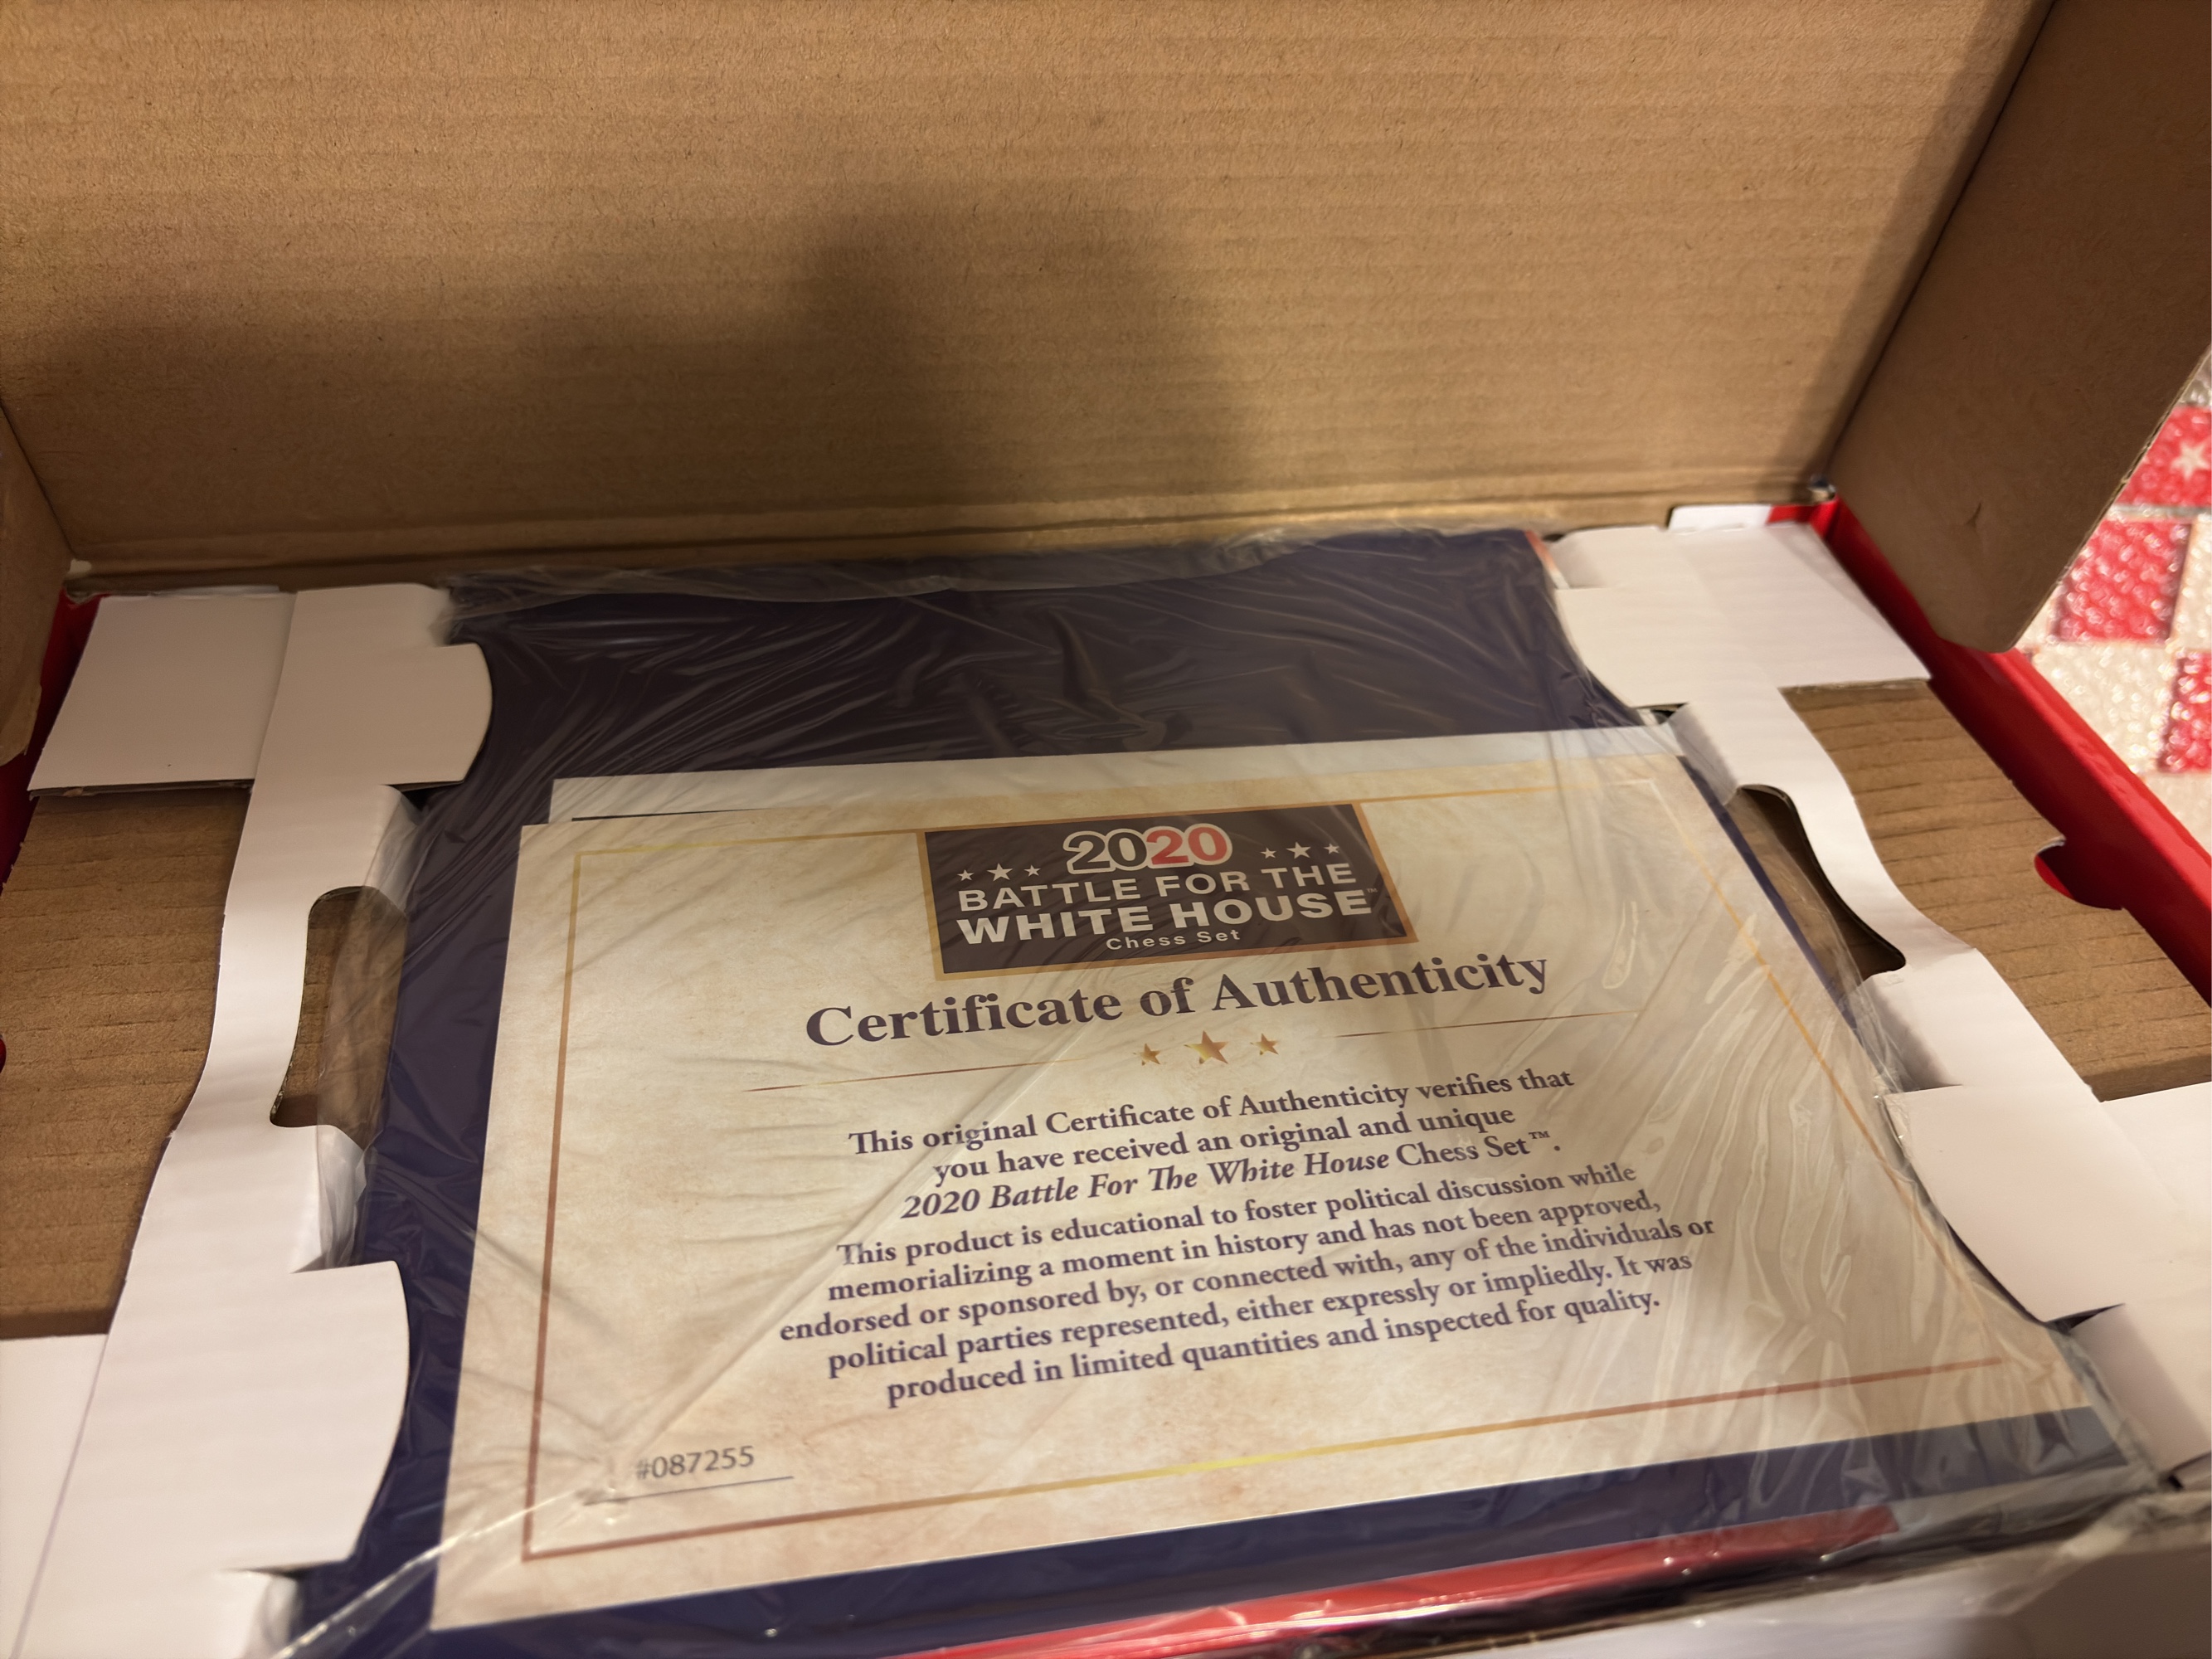 2020
BATTLE FOR THE
WHITE HOUSE™
Chess Set
Certificate of Authenticity
This original Certificate of Authenticity verifies that
you have received an original and unique
2020 Battle For The White House Chess Set™.
This product is educational to foster political discussion while
memorializing a moment in history and has not been approved,
endorsed or sponsored by, or connected with, any of the individuals or
political parties represented, either expressly or impliedly. It was
produced in limited quantities and inspected for quality.
#087255